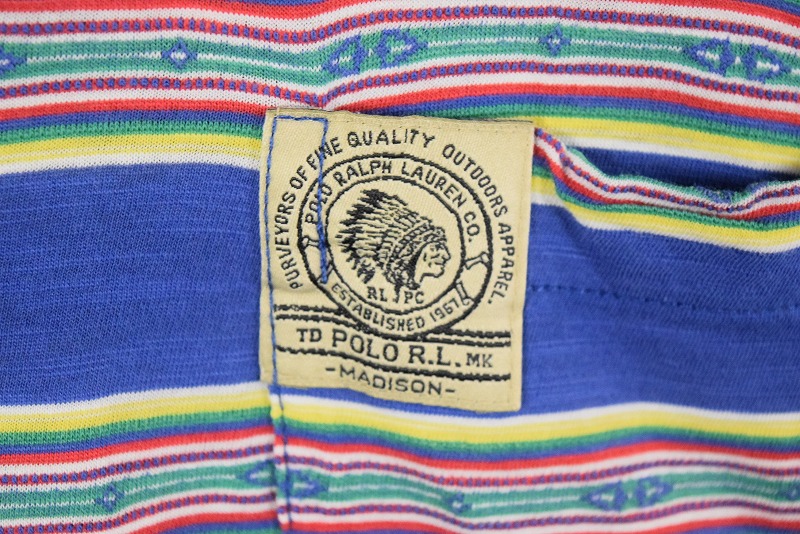 PURVEYORS OF FINE QUALITY OUTDOORS APPAREL
POLO RALPH LAUREN CO.
RL PC
ESTABLISHED 1967
TD POLO R.L. MK
-MADISON-